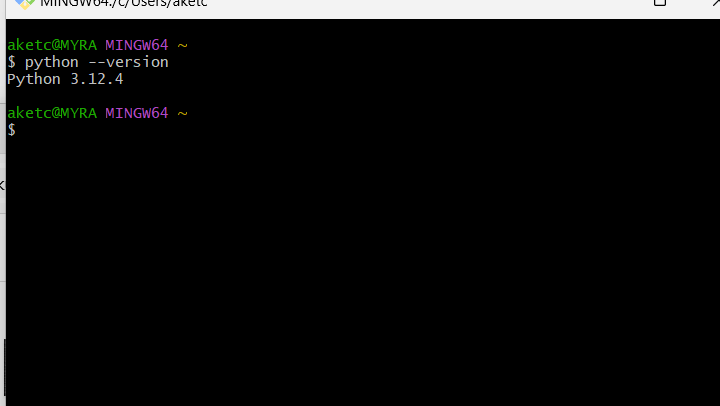 MINGW64:/c/Users/aketc
aketc@MYRA MINGW64 ~
$ python --version
Python 3.12.4
aketc@MYRA MINGW64 ~
$